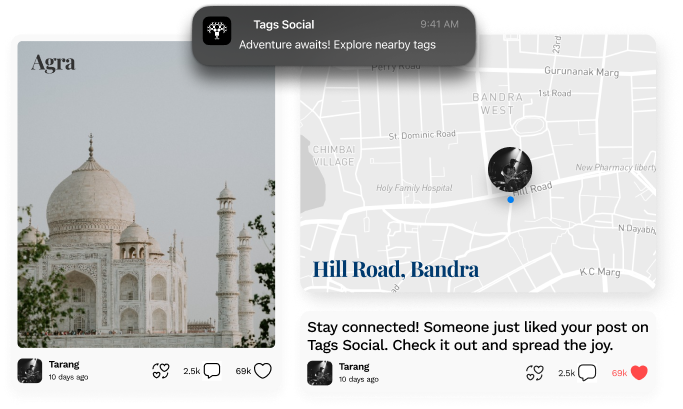 Tags Social
9:41 AM
Adventure awaits! Explore nearby tags
Agra
Tarang
10 days ago
2.5k
69k
23rd
Perry Road
Gurunanak Marg
BANDRA
WEST
1st Road
St. Dominic Road
CHIMBAI
VILLAGE
New Pharmacy liberty
Holy Family Hospital
Hill Road
N Dayabh
K C Marg
Hill Road, Bandra
Stay connected! Someone just liked your post on
Tags Social. Check it out and spread the joy.
Tarang
10 days ago
2.5k
69k